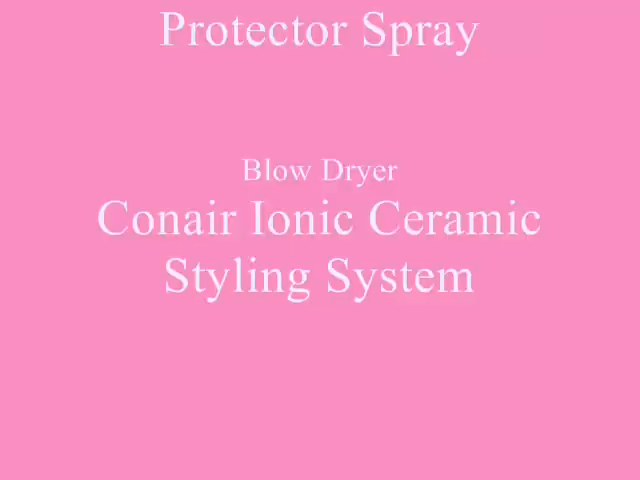 Protector Spray
Blow Dryer
Conair Ionic Ceramic
Styling System